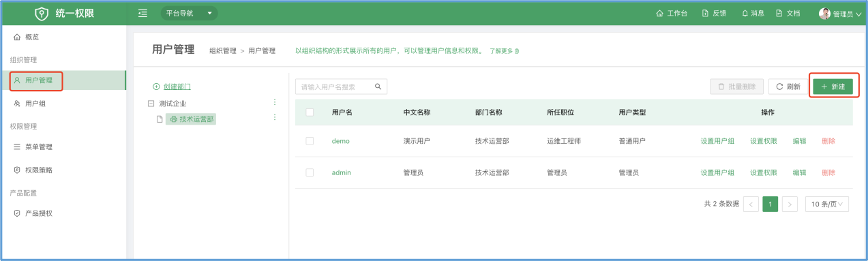 统一权限
平台导航
工作台
反馈
消息
文档
管理员
概览
组织管理
用户管理
用户组
权限管理
菜单管理
权限策略
产品配置
产品授权
用户管理
组织管理 > 用户管理
以组织结构的形式展示所有的用户，可以管理用户信息和权限。 了解更多
创建部门
测试企业
技术运营部
请输入用户名搜索
批量删除
刷新
+ 新建
用户名 中文名称 部门名称 所任职位 用户类型 操作
demo 演示用户 技术运营部 运维工程师 普通用户 设置用户组 设置权限 编辑 删除
admin 管理员 技术运营部 管理员 管理员 设置用户组 设置权限 编辑 删除
共 2 条数据 < 1 > 10 条/页